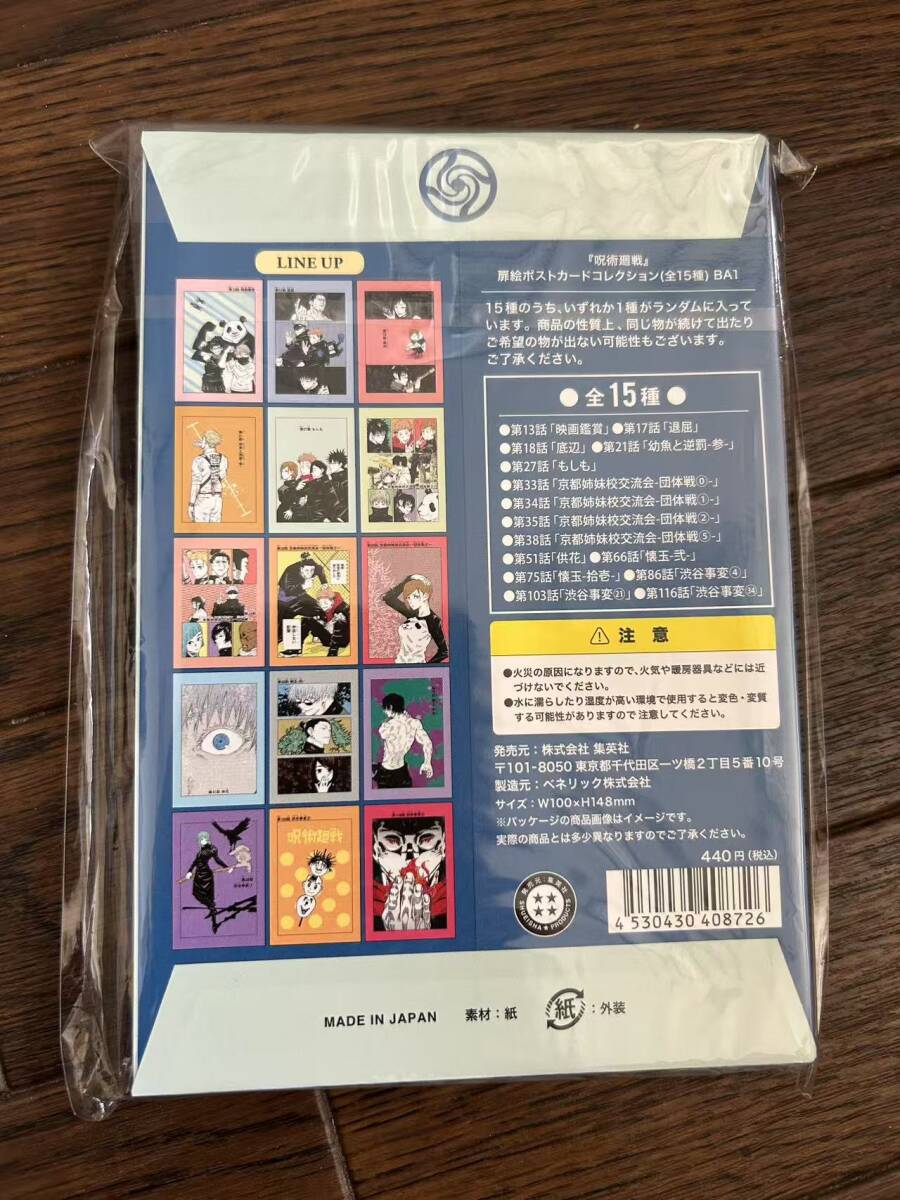 LINE UP
『呪術廻戦』
扉絵ポストカードコレクション(全15種) BA1
15種のうち、いずれか1種がランダムに入って
います。商品の性質上、同じ物が続けて出たり
ご希望の物が出ない可能性もございます。
ご了承ください。
●全15種●
●第13話「映画鑑賞」●第17話「退屈」
●第18話「底辺」●第21話「幼魚と逆罰-参-」
●第27話「もしも」
●第33話「京都姉妹校交流会-団体戦⓪-」
●第34話「京都姉妹校交流会-団体戦①-」
●第35話「京都姉妹校交流会-団体戦②-」
●第38話「京都姉妹校交流会-団体戦⑤-」
●第51話「供花」●第66話「懐玉-弐-」
●第75話「懐玉-拾壱-」●第86話「渋谷事変④」
●第103話「渋谷事変㉑」●第116話「渋谷事変㉞」
⚠ 注意
●火災の原因になりますので、火気や暖房器具などには近
づけないでください。
●水に濡らしたり湿度が高い環境で使用すると変色・変質
する可能性がありますので注意してください。
発売元：株式会社 集英社
〒101-8050 東京都千代田区一ツ橋2丁目5番10号
製造元：ベネリック株式会社
サイズ：W100×H148mm
※パッケージの商品画像はイメージです。
実際の商品とは多少異なりますのでご了承ください。
440円(税込)
発売元：集英社
SHUEISHA★PRODUCTS
4 530430 408726
呪術廻戦
MADE IN JAPAN 素材：紙 紙：外装